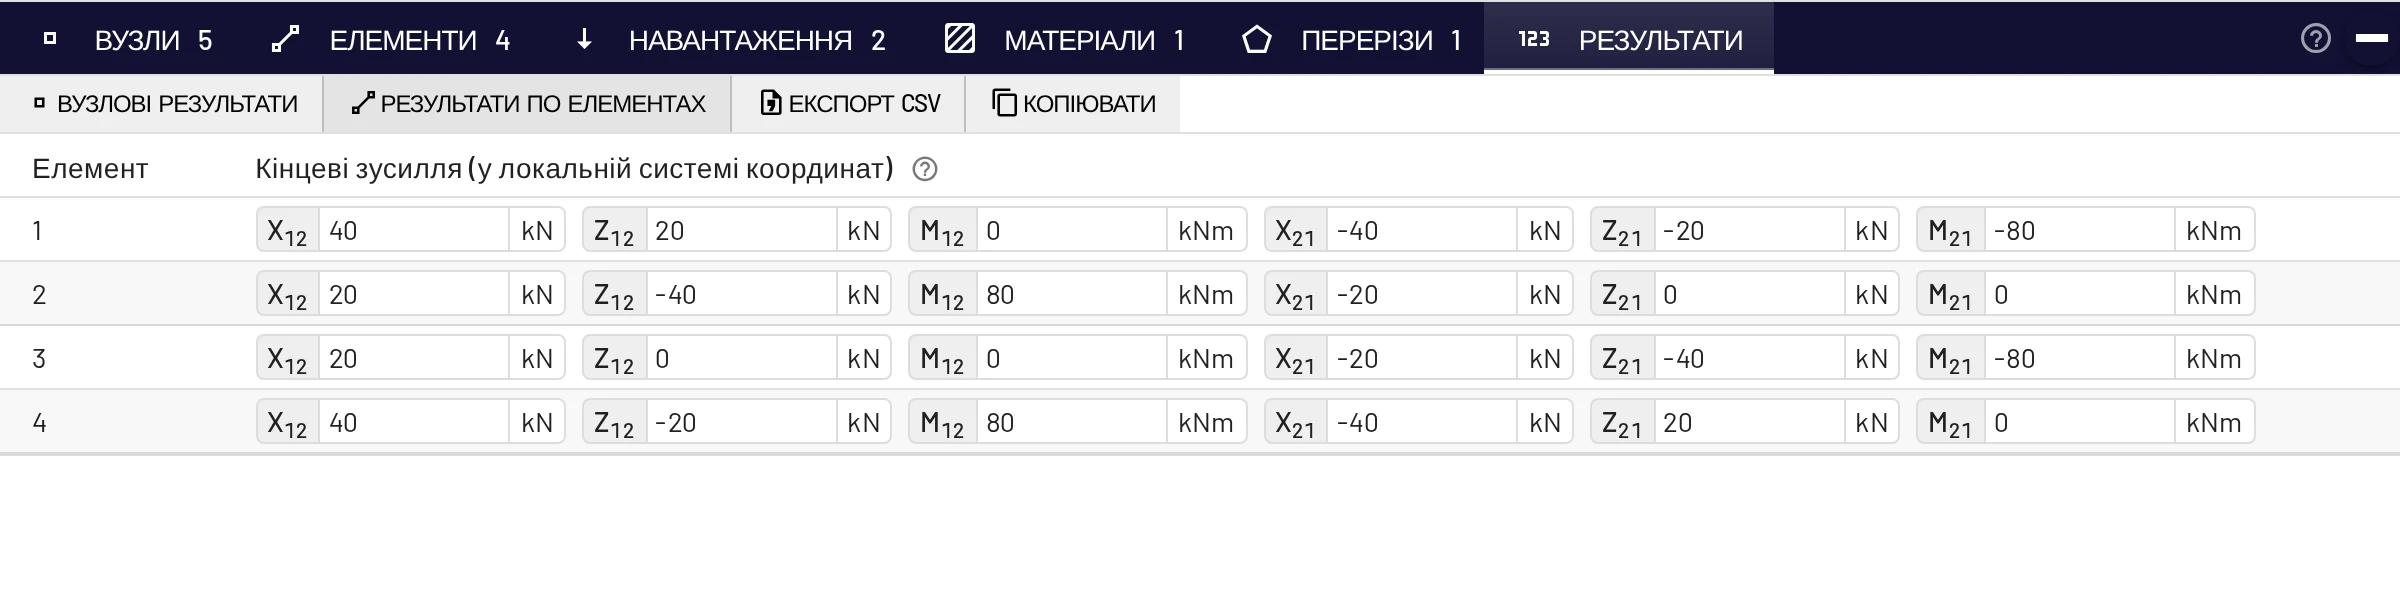 ВУЗЛИ 5 ЕЛЕМЕНТИ 4 НАВАНТАЖЕННЯ 2 МАТЕРІАЛИ 1 ПЕРЕРІЗИ 1 123 РЕЗУЛЬТАТИ ?
ВУЗЛОВІ РЕЗУЛЬТАТИ РЕЗУЛЬТАТИ ПО ЕЛЕМЕНТАХ ЕКСПОРТ CSV КОПІЮВАТИ
Елемент Кінцеві зусилля (у локальній системі координат) ?
1 X12 40 kN Z12 20 kN M12 0 kNm X21 -40 kN Z21 -20 kN M21 -80 kNm
2 X12 20 kN Z12 -40 kN M12 80 kNm X21 -20 kN Z21 0 kN M21 0 kNm
3 X12 20 kN Z12 0 kN M12 0 kNm X21 -20 kN Z21 -40 kN M21 -80 kNm
4 X12 40 kN Z12 -20 kN M12 80 kNm X21 -40 kN Z21 20 kN M21 0 kNm